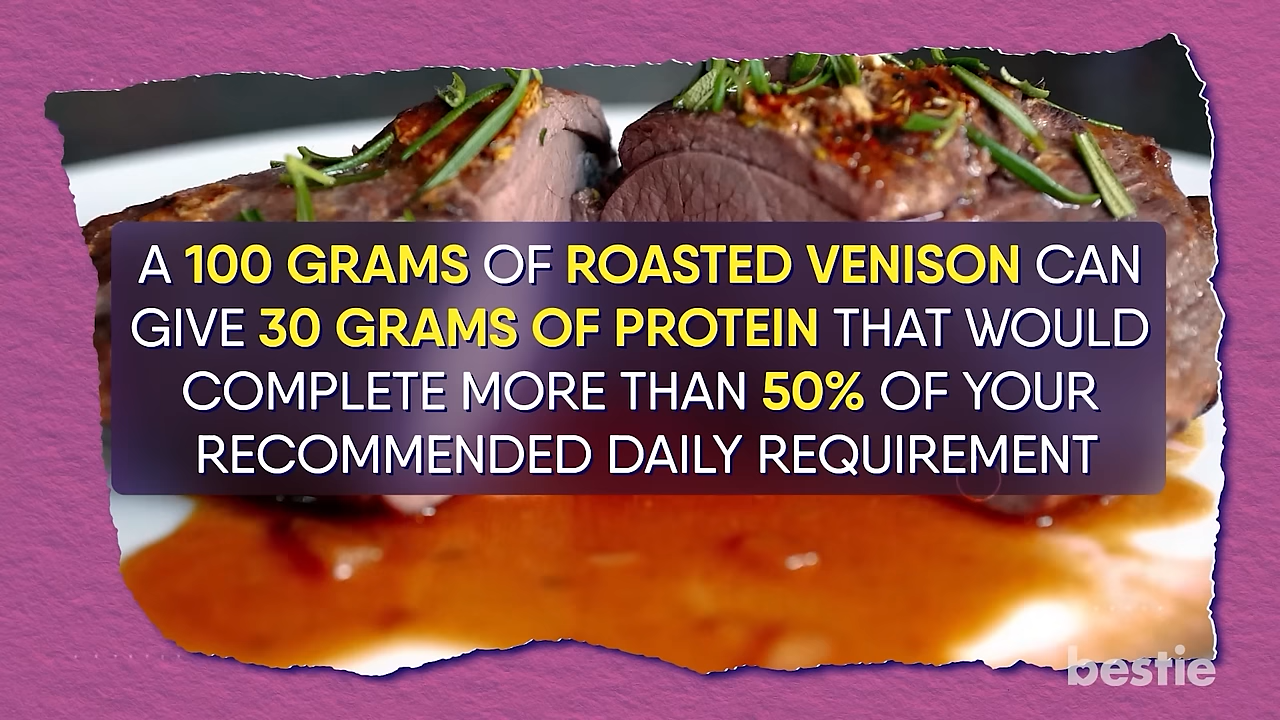 A 100 GRAMS OF ROASTED VENISON CAN
GIVE 30 GRAMS OF PROTEIN THAT WOULD
COMPLETE MORE THAN 50% OF YOUR
RECOMMENDED DAILY REQUIREMENT
bestie